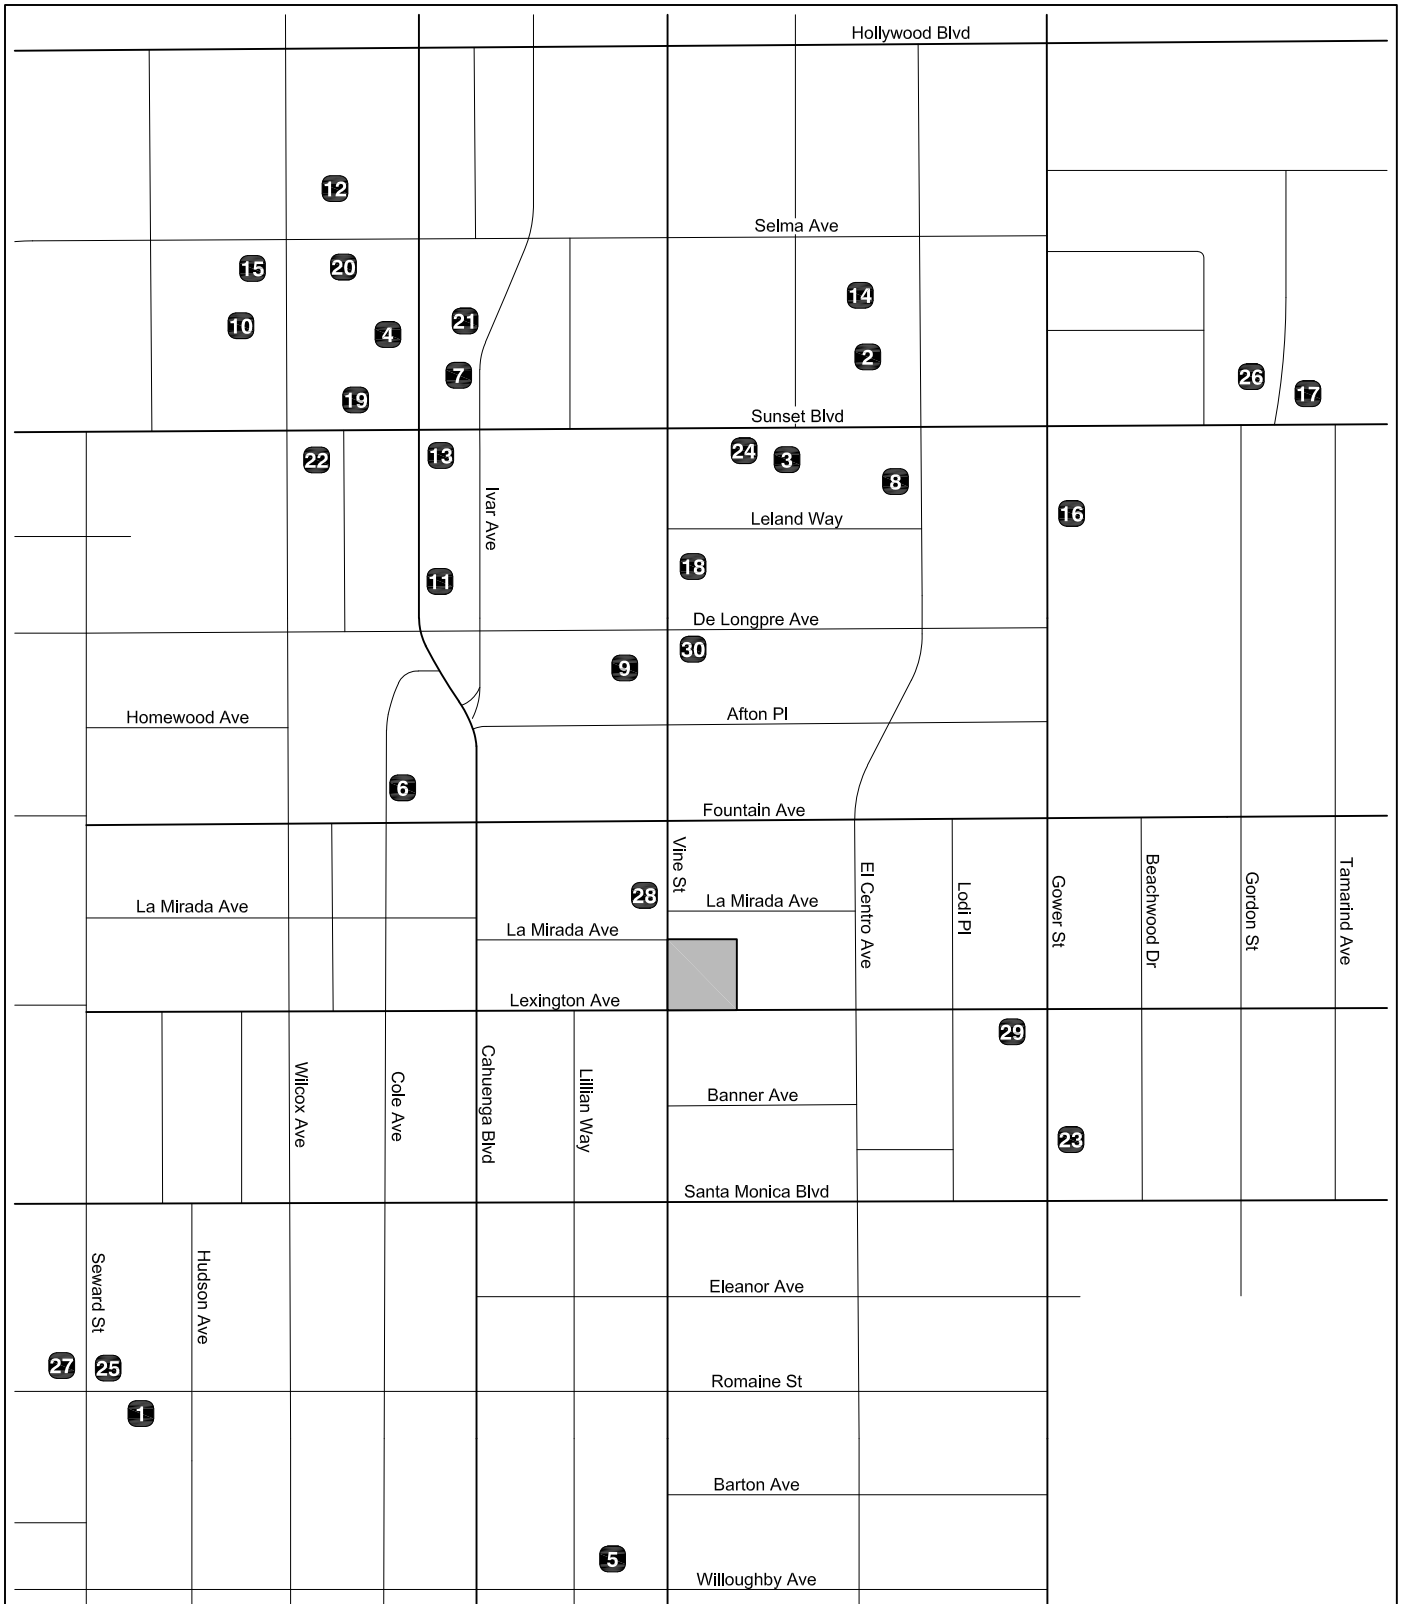 Hollywood Blvd
12
Selma Ave
15
20
14
10
21
4
2
7
26
17
19
Sunset Blvd
24
13
3
22
8
Ivar Ave
16
Leland Way
18
11
De Longpre Ave
30
9
Afton Pl
Homewood Ave
6
Fountain Ave
Vine St
El Centro Ave
Lodi Pl
Gower St
Beachwood Dr
Gordon St
Tamarind Ave
28
La Mirada Ave
La Mirada Ave
La Mirada Ave
Lexington Ave
29
Wilcox Ave
Cole Ave
Cahuenga Blvd
Lillian Way
Banner Ave
23
Santa Monica Blvd
Seward St
Hudson Ave
Eleanor Ave
27
25
Romaine St
1
Barton Ave
5
Willoughby Ave